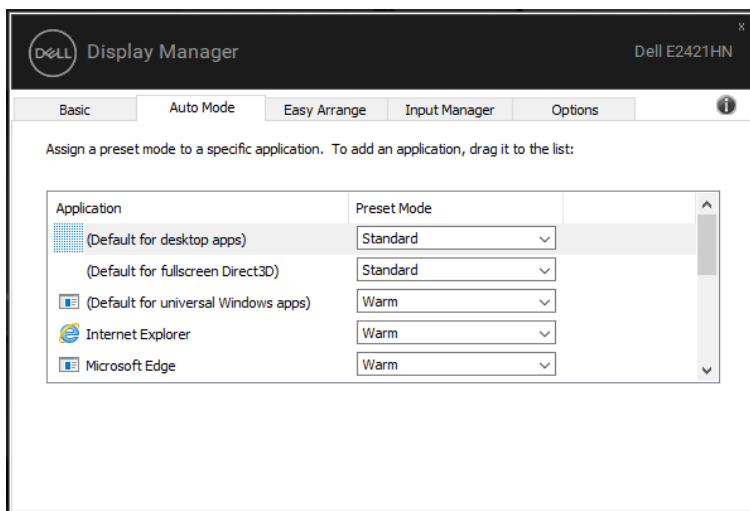 x
DELL Display Manager Dell E2421HN
Basic Auto Mode Easy Arrange Input Manager Options
Assign a preset mode to a specific application. To add an application, drag it to the list:
Application Preset Mode
(Default for desktop apps) Standard
(Default for fullscreen Direct3D) Standard
(Default for universal Windows apps) Warm
Internet Explorer Warm
Microsoft Edge Warm